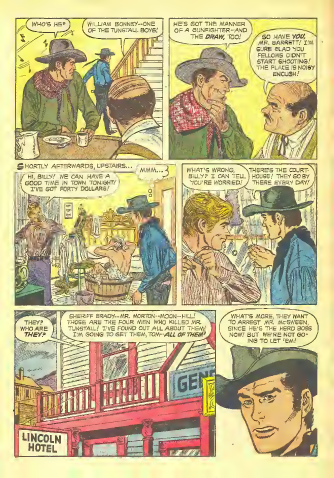 WHO'S HE?
WILLIAM BONNEY--ONE
OF THE TUNSTALL BOYS!
HE'S GOT THE MANNER
OF A GUNFIGHTER--AND
THE DRAW, TOO!
SO HAVE YOU,
MR. GARRETT! I'M
SURE GLAD YOU
FELLOWS DIDN'T
START SHOOTING!
THE PLACE IS NOISY
ENOUGH!
SHORTLY AFTERWARDS, UPSTAIRS...
HI, BILLY! WE CAN HAVE A
GOOD TIME IN TOWN TONIGHT!
I'VE GOT FORTY DOLLARS!
MMM...
WHAT'S WRONG,
BILLY? I CAN TELL
YOU'RE WORRIED!
THERE'S THE COURT-
HOUSE! THEY GO BY
THERE EVERY DAY!
THEY?
WHO ARE
THEY?
SHERIFF BRADY--MR. MORTON--MOON--HILL!
THOSE ARE THE FOUR MEN WHO KILLED MR.
TUNSTALL! I'VE FOUND OUT ALL ABOUT THEM!
I'M GOING TO GET THEM, TOM--ALL OF THEM!
WHAT'S MORE, THEY WANT
TO ARREST MR. McSWEEN,
SINCE HE'S THE HERD BOSS
NOW! BUT WE'RE NOT GO-
ING TO LET 'EM!
GEN
LINCOLN
HOTEL